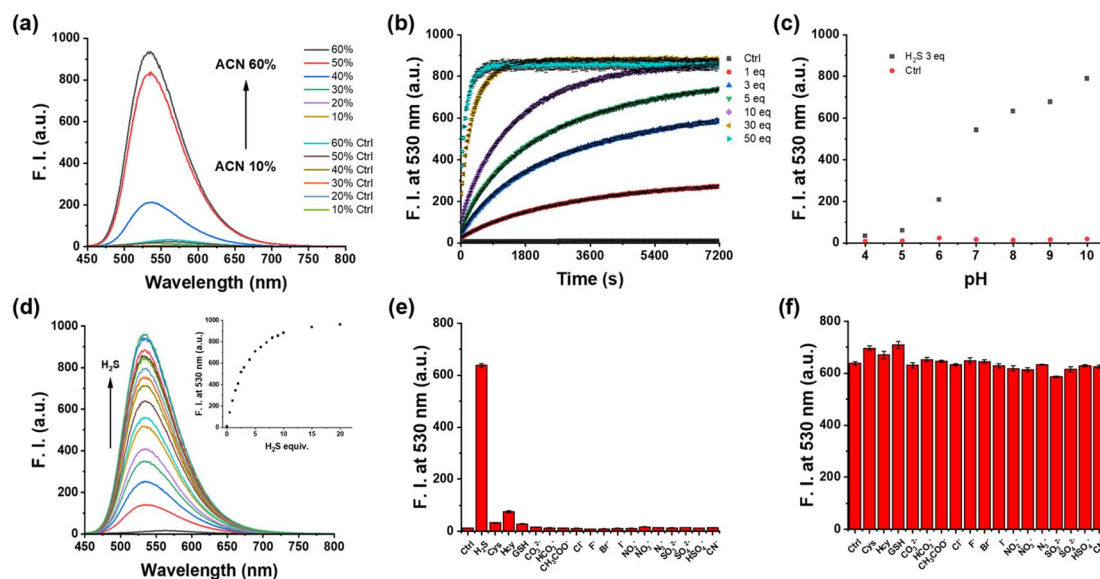 (a)
F. I. (a.u.)
1000
800
600
400
200
0
450 500 550 600 650 700 750 800
Wavelength (nm)
ACN 60%
ACN 10%
60%
50%
40%
30%
20%
10%
60% Ctrl
50% Ctrl
40% Ctrl
30% Ctrl
20% Ctrl
10% Ctrl
(b)
F. I. at 530 nm (a.u.)
1000
800
600
400
200
0
0 1800 3600 5400 7200
Time (s)
Ctrl
1 eq
3 eq
5 eq
10 eq
30 eq
50 eq
(c)
F. I. at 530 nm (a.u.)
1000
800
600
400
200
0
4 5 6 7 8 9 10
pH
H₂S 3 eq
Ctrl
(d)
F. I. (a.u.)
1000
800
600
400
200
0
450 500 550 600 650 700 750 800
Wavelength (nm)
H₂S
F. I. at 530 nm (a.u.)
1000
900
800
700
600
500
400
300
200
100
0
0 5 10 15 20
H₂S equiv.
(e)
F. I. at 530 nm (a.u.)
800
600
400
200
0
Ctrl H₂S Cys Hcy GSH CO₃²⁻ HCO₃⁻ CH₃COO⁻ Cl⁻ F⁻ Br⁻ I⁻ NO₂⁻ NO₃⁻ N₃⁻ HSO₄⁻ CN⁻
(f)
F. I. at 530 nm (a.u.)
800
600
400
200
0
Ctrl Cys Hcy GSH CO₃²⁻ HCO₃⁻ CH₃COO⁻ Cl⁻ F⁻ Br⁻ I⁻ NO₂⁻ NO₃⁻ N₃⁻ SO₃²⁻ SO₄²⁻ HSO₄⁻